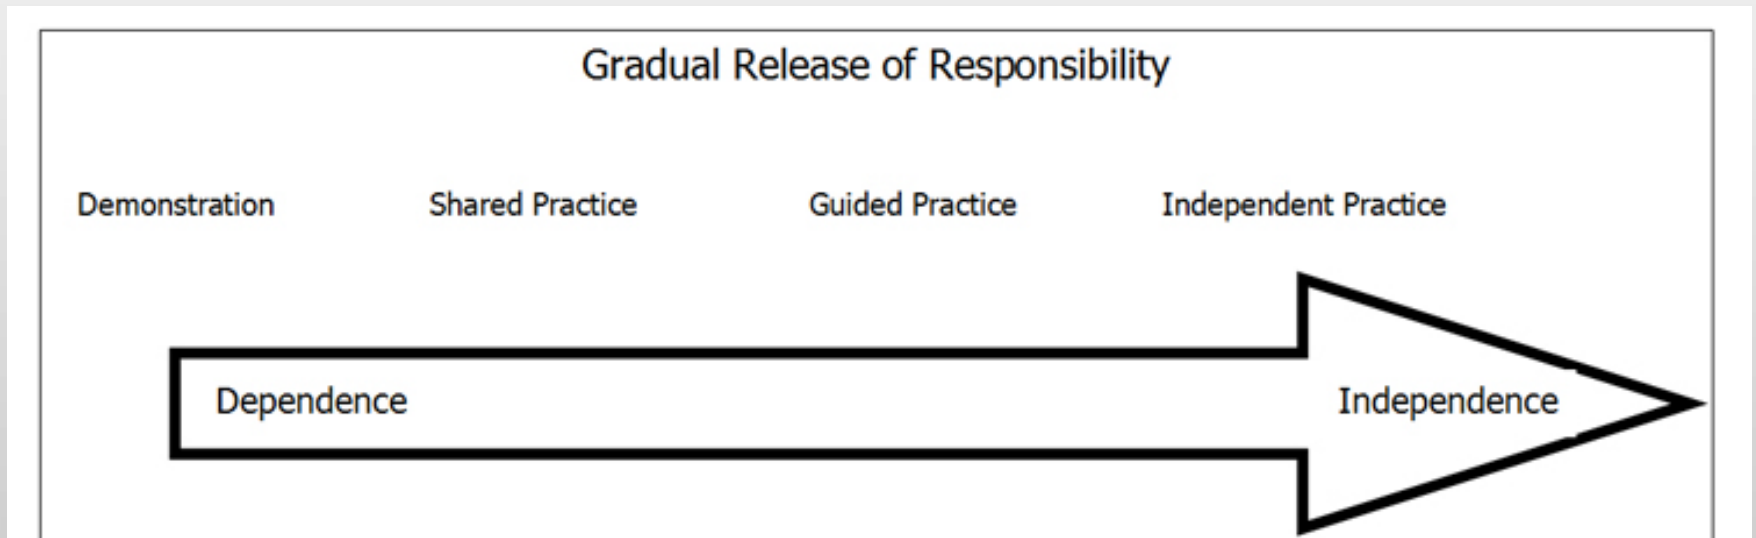 Gradual Release of Responsibility
Demonstration Shared Practice Guided Practice Independent Practice
Dependence Independence